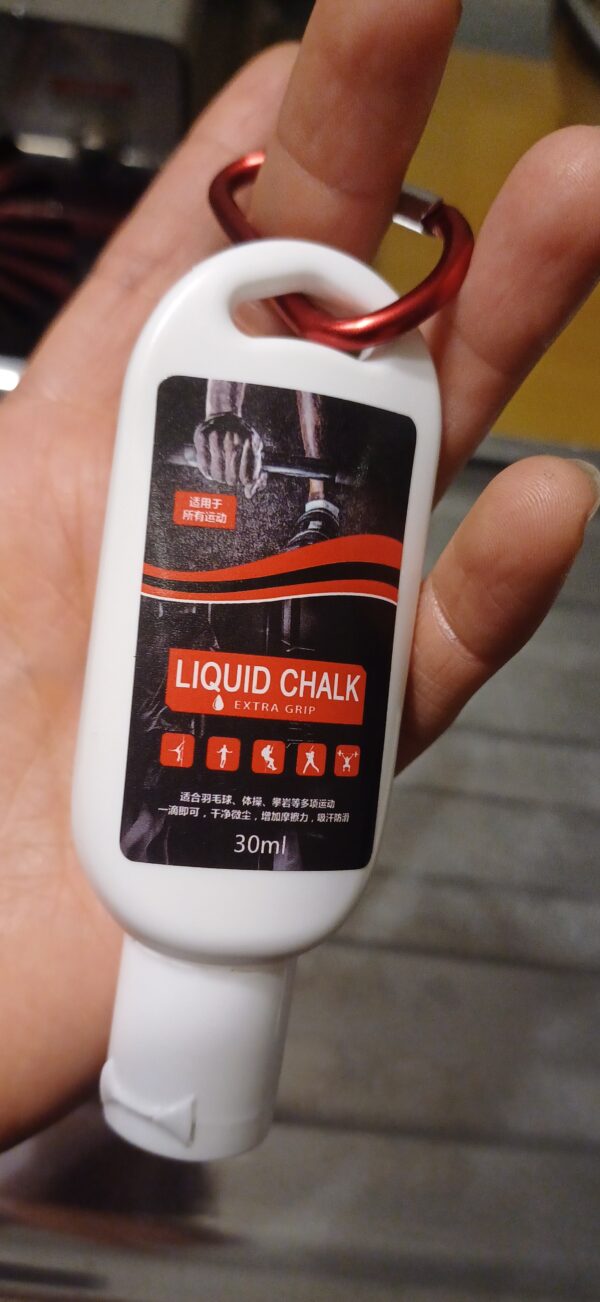 适用于
所有运动
LIQUID CHALK
EXTRA GRIP
适合羽毛球、体操、攀岩等多项运动
一滴即可，干净微尘，增加摩擦力，吸汗防滑
30ml